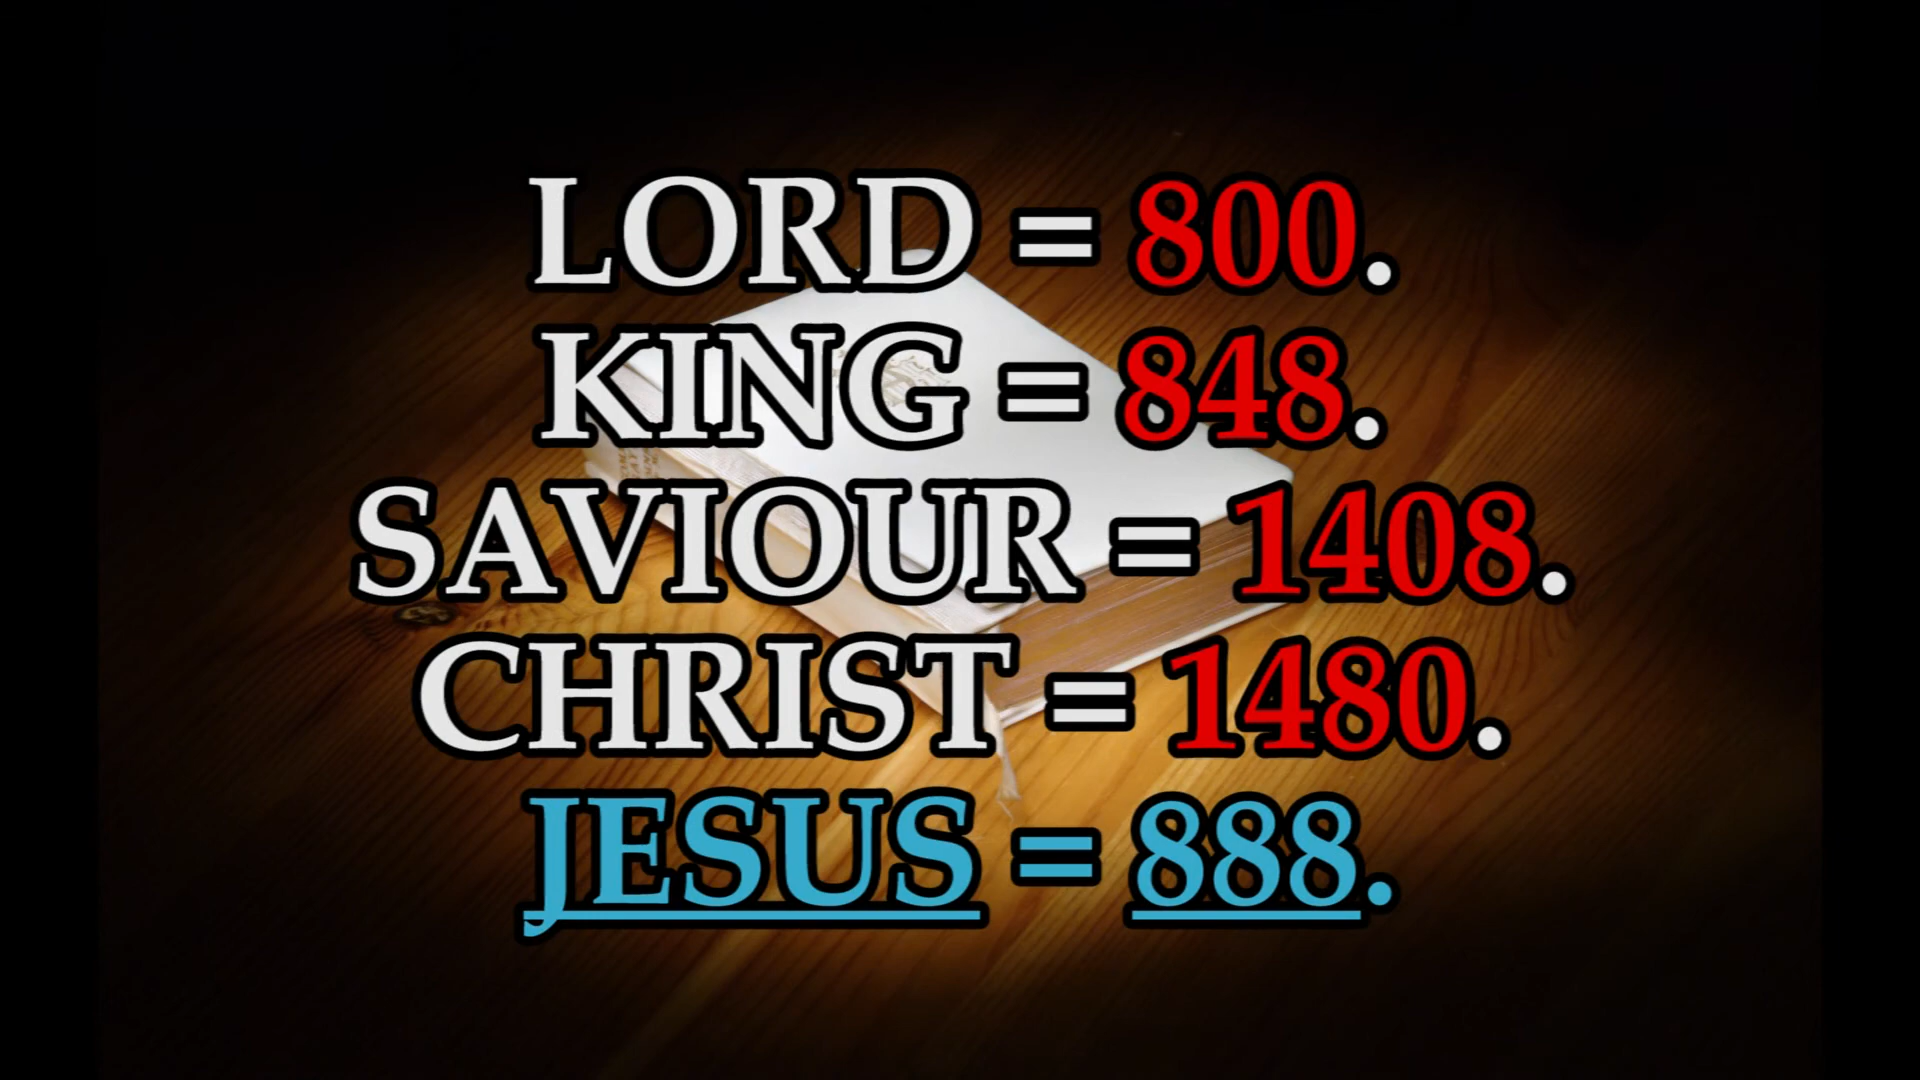 LORD = 800.
KING = 848.
SAVIOUR = 1408.
CHRIST = 1480.
JESUS = 888.